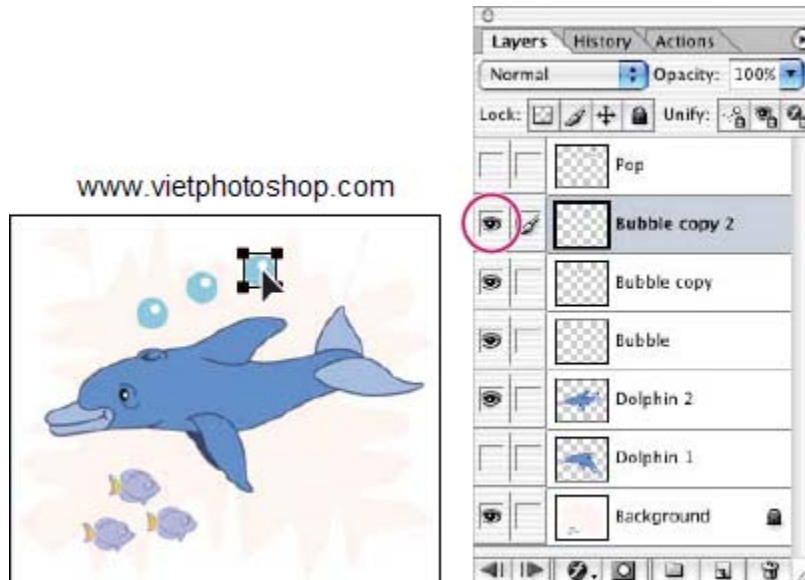 www.vietphotoshop.com
Layers History Actions
Normal Opacity: 100%
Lock: Unify:
Pop
Bubble copy 2
Bubble copy
Bubble
Dolphin 2
Dolphin 1
Background